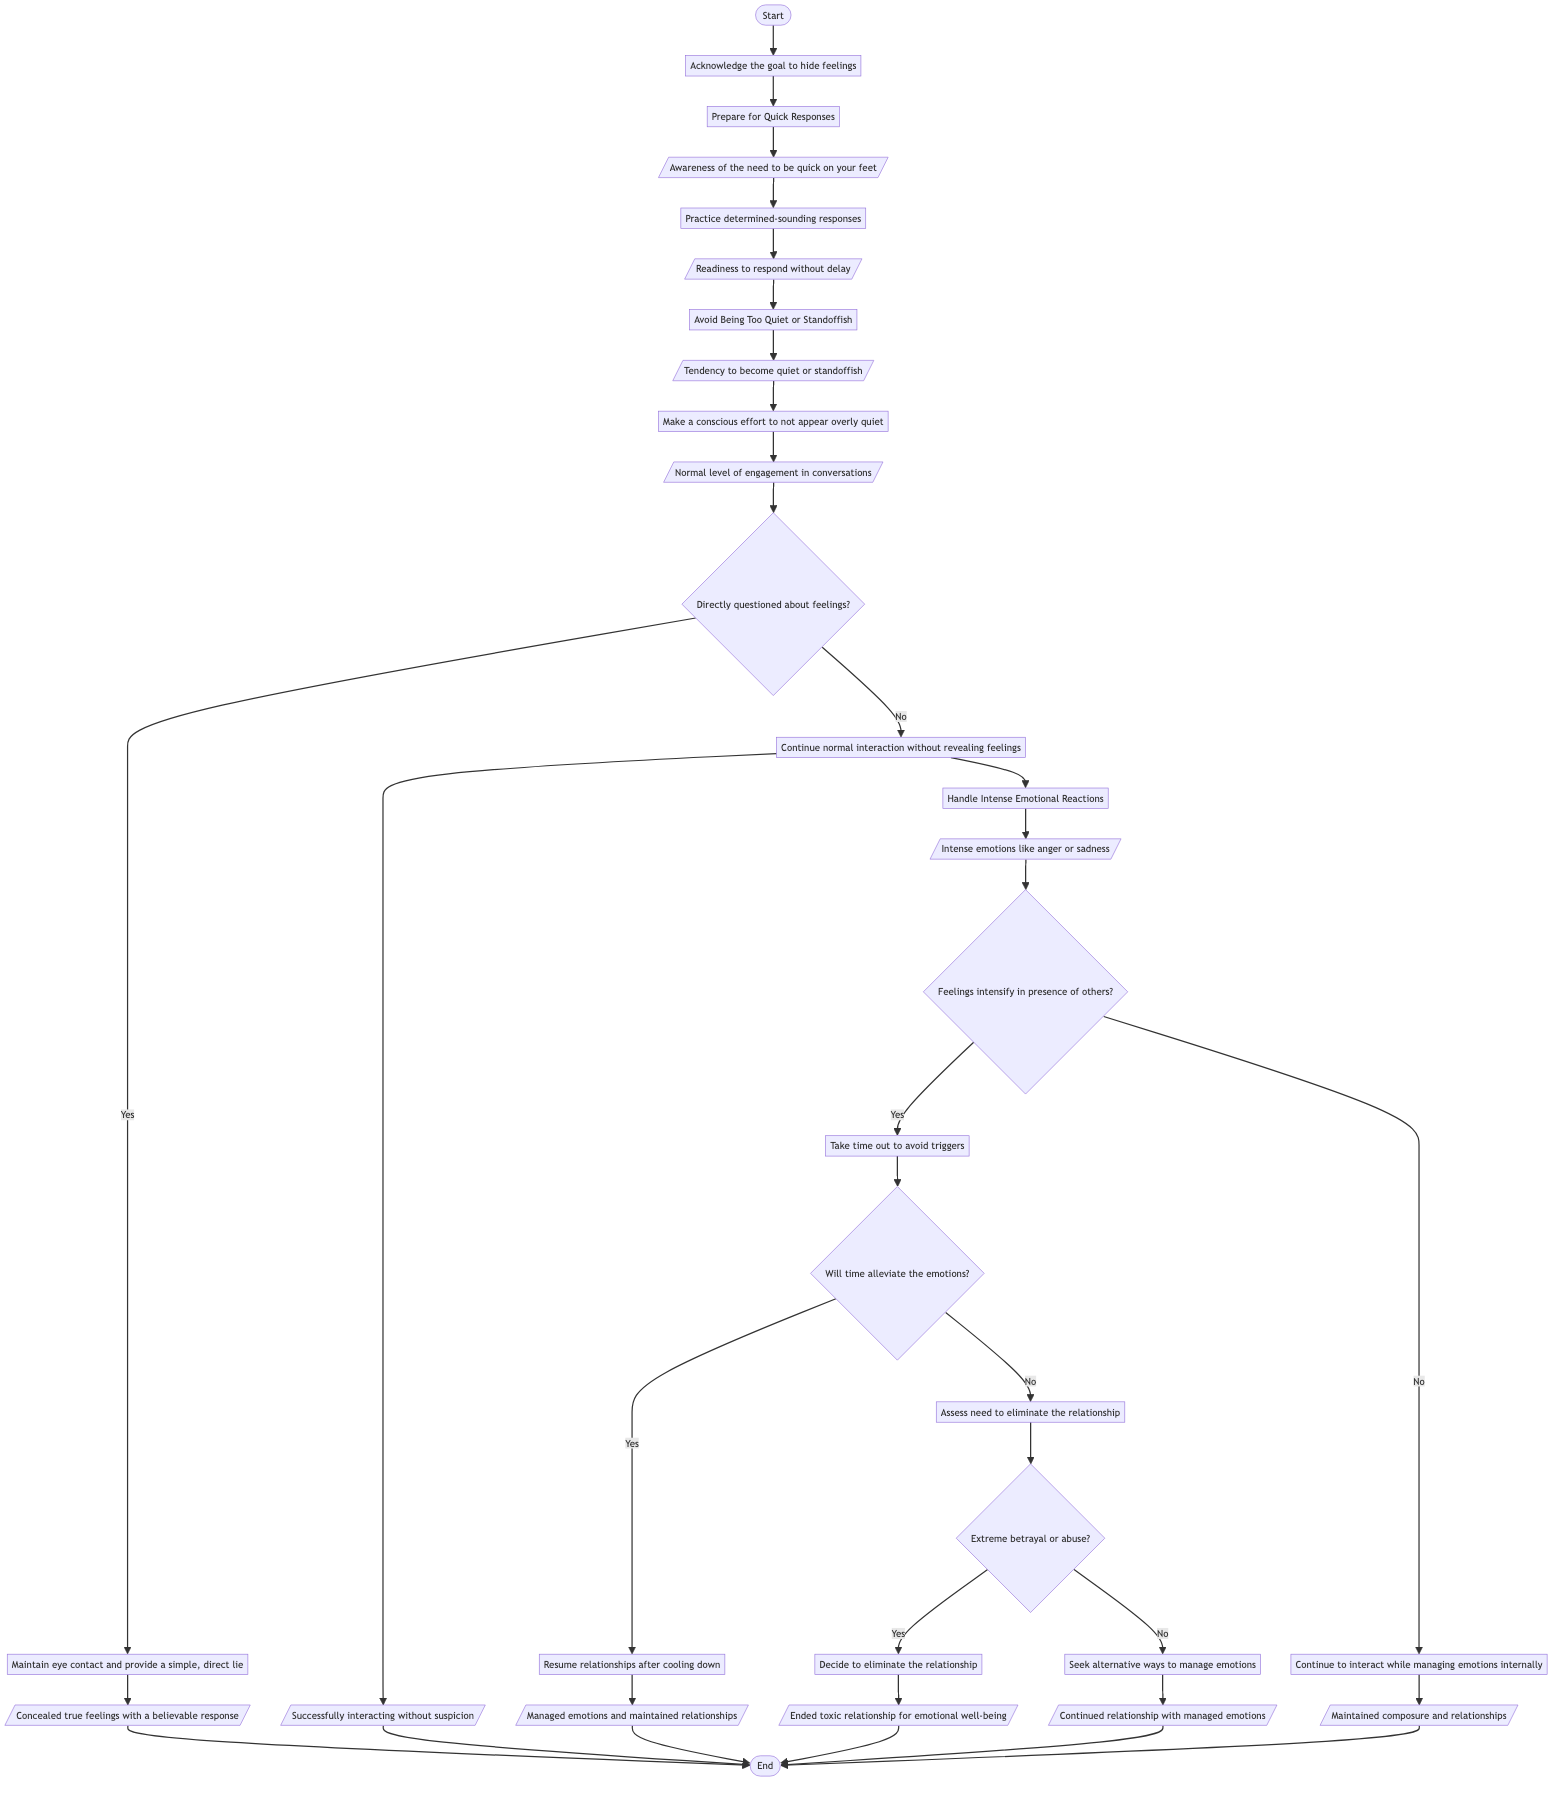 Start
Acknowledge the goal to hide feelings
Prepare for Quick Responses
Awareness of the need to be quick on your feet
Practice determined-sounding responses
Readiness to respond without delay
Avoid Being Too Quiet or Standoffish
Tendency to become quiet or standoffish
Make a conscious effort to not appear overly quiet
Normal level of engagement in conversations
Directly questioned about feelings?
No
Continue normal interaction without revealing feelings
Handle Intense Emotional Reactions
Intense emotions like anger or sadness
Feelings intensify in presence of others?
Yes
Yes
Take time out to avoid triggers
Will time alleviate the emotions?
No
No
Assess need to eliminate the relationship
Yes
Extreme betrayal or abuse?
Yes
No
Maintain eye contact and provide a simple, direct lie
Resume relationships after cooling down
Decide to eliminate the relationship
Seek alternative ways to manage emotions
Continue to interact while managing emotions internally
Concealed true feelings with a believable response
Successfully interacting without suspicion
Managed emotions and maintained relationships
Ended toxic relationship for emotional well-being
Continued relationship with managed emotions
Maintained composure and relationships
End